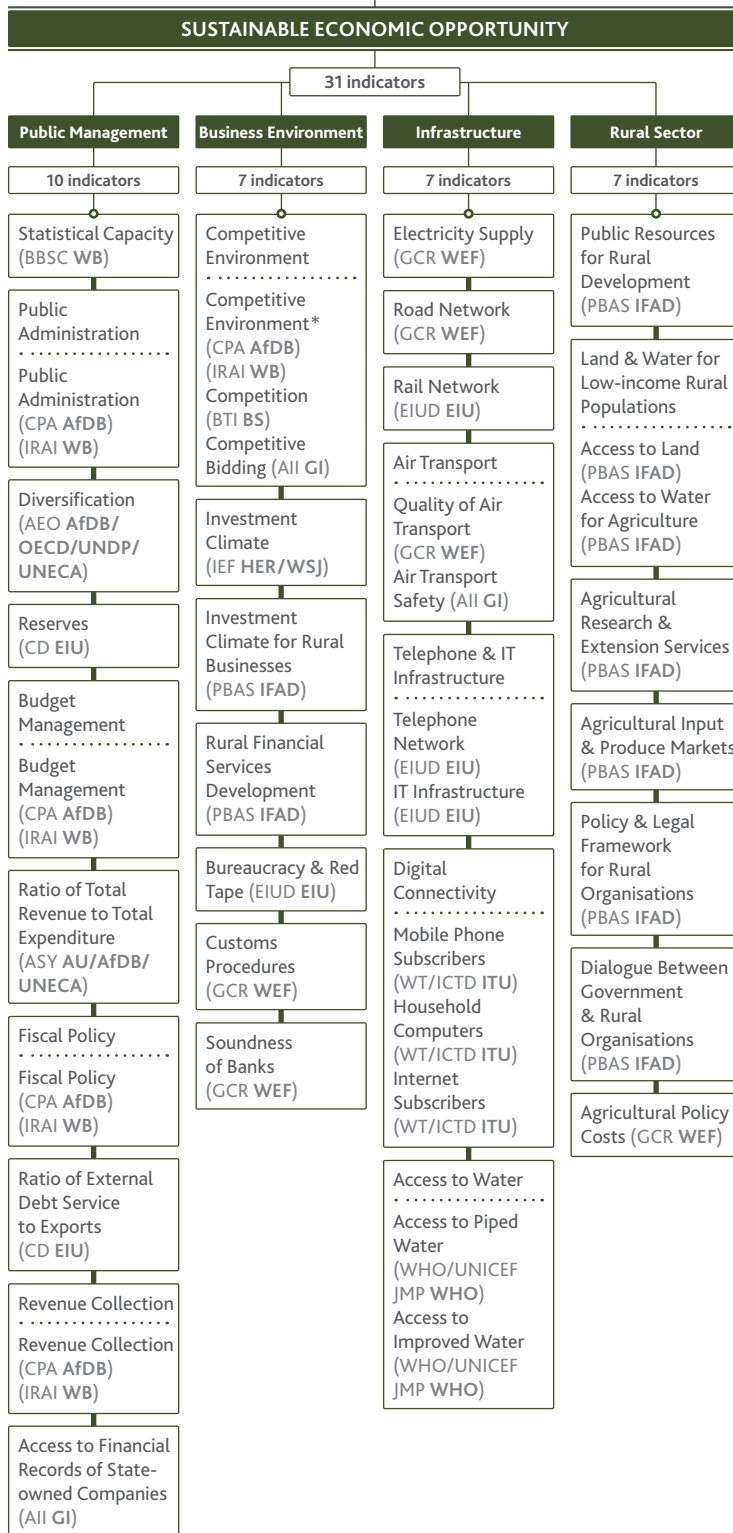 SUSTAINABLE ECONOMIC OPPORTUNITY
31 indicators
Public Management
10 indicators
Statistical Capacity
(BBSC WB)
Public
Administration
Public
Administration
(CPA AfDB)
(IRAI WB)
Diversification
(AEO AfDB/
OECD/UNDP/
UNECA)
Reserves
(CD EIU)
Budget
Management
Budget
Management
(CPA AfDB)
(IRAI WB)
Ratio of Total
Revenue to Total
Expenditure
(ASY AU/AfDB/
UNECA)
Fiscal Policy
Fiscal Policy
(CPA AfDB)
(IRAI WB)
Ratio of External
Debt Service
to Exports
(CD EIU)
Revenue Collection
Revenue Collection
(CPA AfDB)
(IRAI WB)
Access to Financial
Records of State-
owned Companies
(AII GI)
Business Environment
7 indicators
Competitive
Environment
Competitive
Environment*
(CPA AfDB)
(IRAI WB)
Competition
(BTI BS)
Competitive
Bidding (AII GI)
Investment
Climate
(IEF HER/WSJ)
Investment
Climate for Rural
Businesses
(PBAS IFAD)
Rural Financial
Services
Development
(PBAS IFAD)
Bureaucracy & Red
Tape (EIUD EIU)
Customs
Procedures
(GCR WEF)
Soundness
of Banks
(GCR WEF)
Infrastructure
7 indicators
Electricity Supply
(GCR WEF)
Road Network
(GCR WEF)
Rail Network
(EIUD EIU)
Air Transport
Quality of Air
Transport
(GCR WEF)
Air Transport
Safety (AII GI)
Telephone & IT
Infrastructure
Telephone
Network
(EIUD EIU)
IT Infrastructure
(EIUD EIU)
Digital
Connectivity
Mobile Phone
Subscribers
(WT/ICTD ITU)
Household
Computers
(WT/ICTD ITU)
Internet
Subscribers
(WT/ICTD ITU)
Access to Water
Access to Piped
Water
(WHO/UNICEF
JMP WHO)
Access to
Improved Water
(WHO/UNICEF
JMP WHO)
Rural Sector
7 indicators
Public Resources
for Rural
Development
(PBAS IFAD)
Land & Water for
Low-income Rural
Populations
Access to Land
(PBAS IFAD)
Access to Water
for Agriculture
(PBAS IFAD)
Agricultural
Research &
Extension Services
(PBAS IFAD)
Agricultural Input
& Produce Markets
(PBAS IFAD)
Policy & Legal
Framework
for Rural
Organisations
(PBAS IFAD)
Dialogue Between
Government
& Rural
Organisations
(PBAS IFAD)
Agricultural Policy
Costs (GCR WEF)